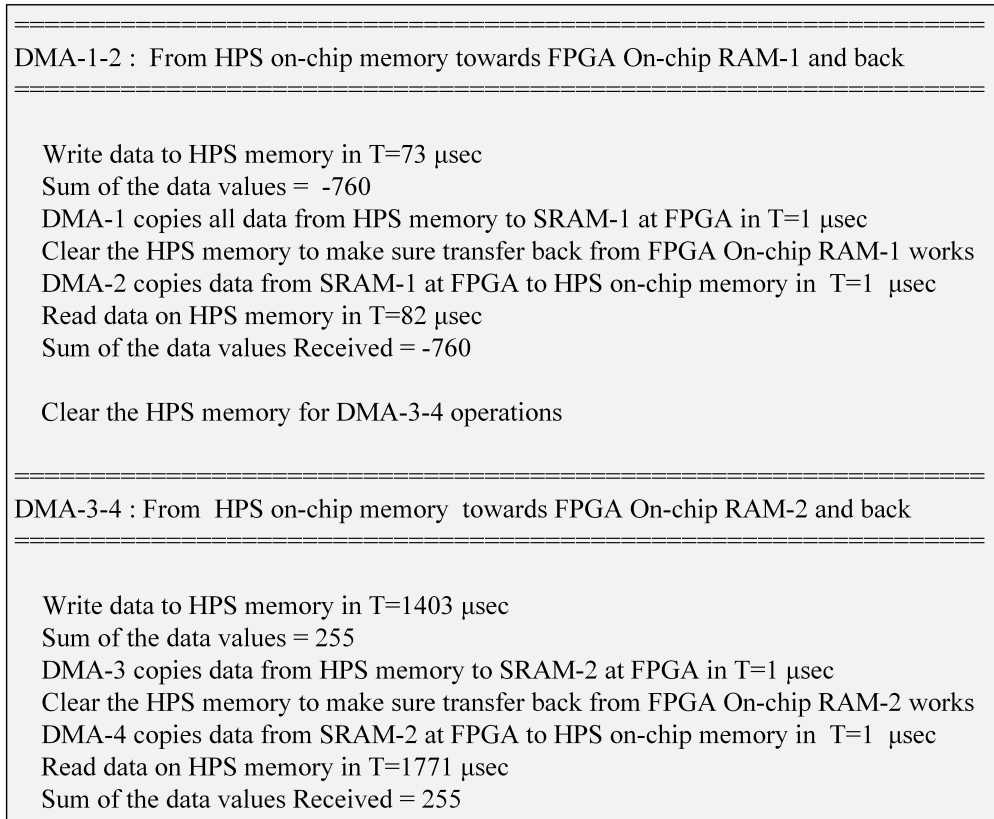 ================================================================
DMA-1-2 :  From HPS on-chip memory towards FPGA On-chip RAM-1 and back
================================================================
Write data to HPS memory in T=73 μsec
Sum of the data values =  -760
DMA-1 copies all data from HPS memory to SRAM-1 at FPGA in T=1 μsec
Clear the HPS memory to make sure transfer back from FPGA On-chip RAM-1 works
DMA-2 copies data from SRAM-1 at FPGA to HPS on-chip memory in  T=1  μsec
Read data on HPS memory in T=82 μsec
Sum of the data values Received = -760
Clear the HPS memory for DMA-3-4 operations
================================================================
DMA-3-4 : From  HPS on-chip memory  towards FPGA On-chip RAM-2 and back
================================================================
Write data to HPS memory in T=1403 μsec
Sum of the data values = 255
DMA-3 copies data from HPS memory to SRAM-2 at FPGA in T=1 μsec
Clear the HPS memory to make sure transfer back from FPGA On-chip RAM-2 works
DMA-4 copies data from SRAM-2 at FPGA to HPS on-chip memory in  T=1  μsec
Read data on HPS memory in T=1771 μsec
Sum of the data values Received = 255